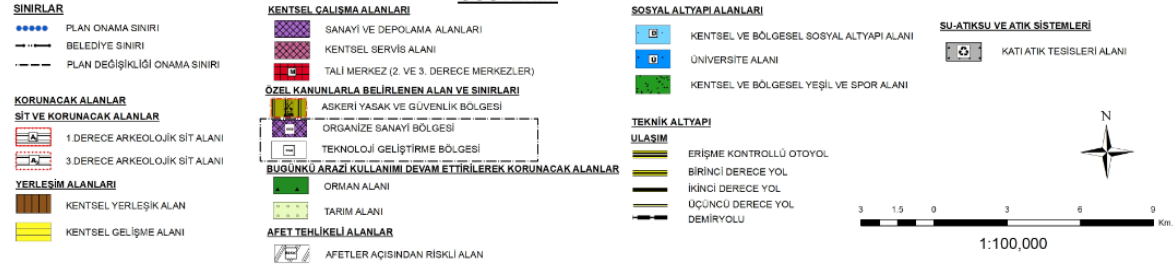 SINIRLAR
PLAN ONAMA SINIRI
BELEDİYE SINIRI
PLAN DEĞİŞİKLİĞİ ONAMA SINIRI
KORUNACAK ALANLAR
SİT VE KORUNACAK ALANLAR
1.DERECE ARKEOLOJİK SİT ALANI
3.DERECE ARKEOLOJİK SİT ALANI
YERLEŞİM ALANLARI
KENTSEL YERLEŞİK ALAN
KENTSEL GELİŞME ALANI
KENTSEL ÇALIŞMA ALANLARI
SANAYİ VE DEPOLAMA ALANLARI
KENTSEL SERVİS ALANI
M TALİ MERKEZ (2. VE 3. DERECE MERKEZLER)
ÖZEL KANUNLARLA BELİRLENEN ALAN VE SINIRLARI
ASKERİ YASAK VE GÜVENLİK BÖLGESİ
ORGANİZE SANAYİ BÖLGESİ
TEKNOLOJİ GELİŞTİRME BÖLGESİ
BUGÜNKÜ ARAZİ KULLANIMI DEVAM ETTİRİLEREK KORUNACAK ALANLAR
ORMAN ALANI
TARIM ALANI
AFET TEHLİKELİ ALANLAR
AFETLER AÇISINDAN RİSKLİ ALAN
SOSYAL ALTYAPI ALANLARI
D KENTSEL VE BÖLGESEL SOSYAL ALTYAPI ALANI
Ü ÜNİVERSİTE ALANI
KENTSEL VE BÖLGESEL YEŞİL VE SPOR ALANI
TEKNİK ALTYAPI
ULAŞIM
ERİŞME KONTROLLÜ OTOYOL
BİRİNCİ DERECE YOL
İKİNCİ DERECE YOL
ÜÇÜNCÜ DERECE YOL
DEMİRYOLU
SU-ATIKSU VE ATIK SİSTEMLERİ
KATI ATIK TESİSLERİ ALANI
N
3 1.5 0 3 6 9
Km.
1:100,000